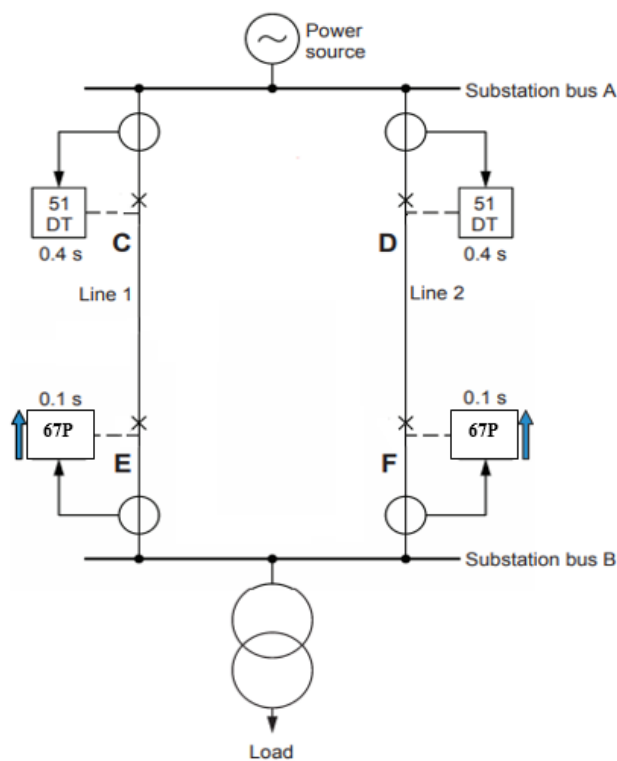 Power
source
Substation bus A
51
DT
0.4 s
C
D
51
DT
0.4 s
Line 1
Line 2
0.1 s
67P
E
F
0.1 s
67P
Substation bus B
Load